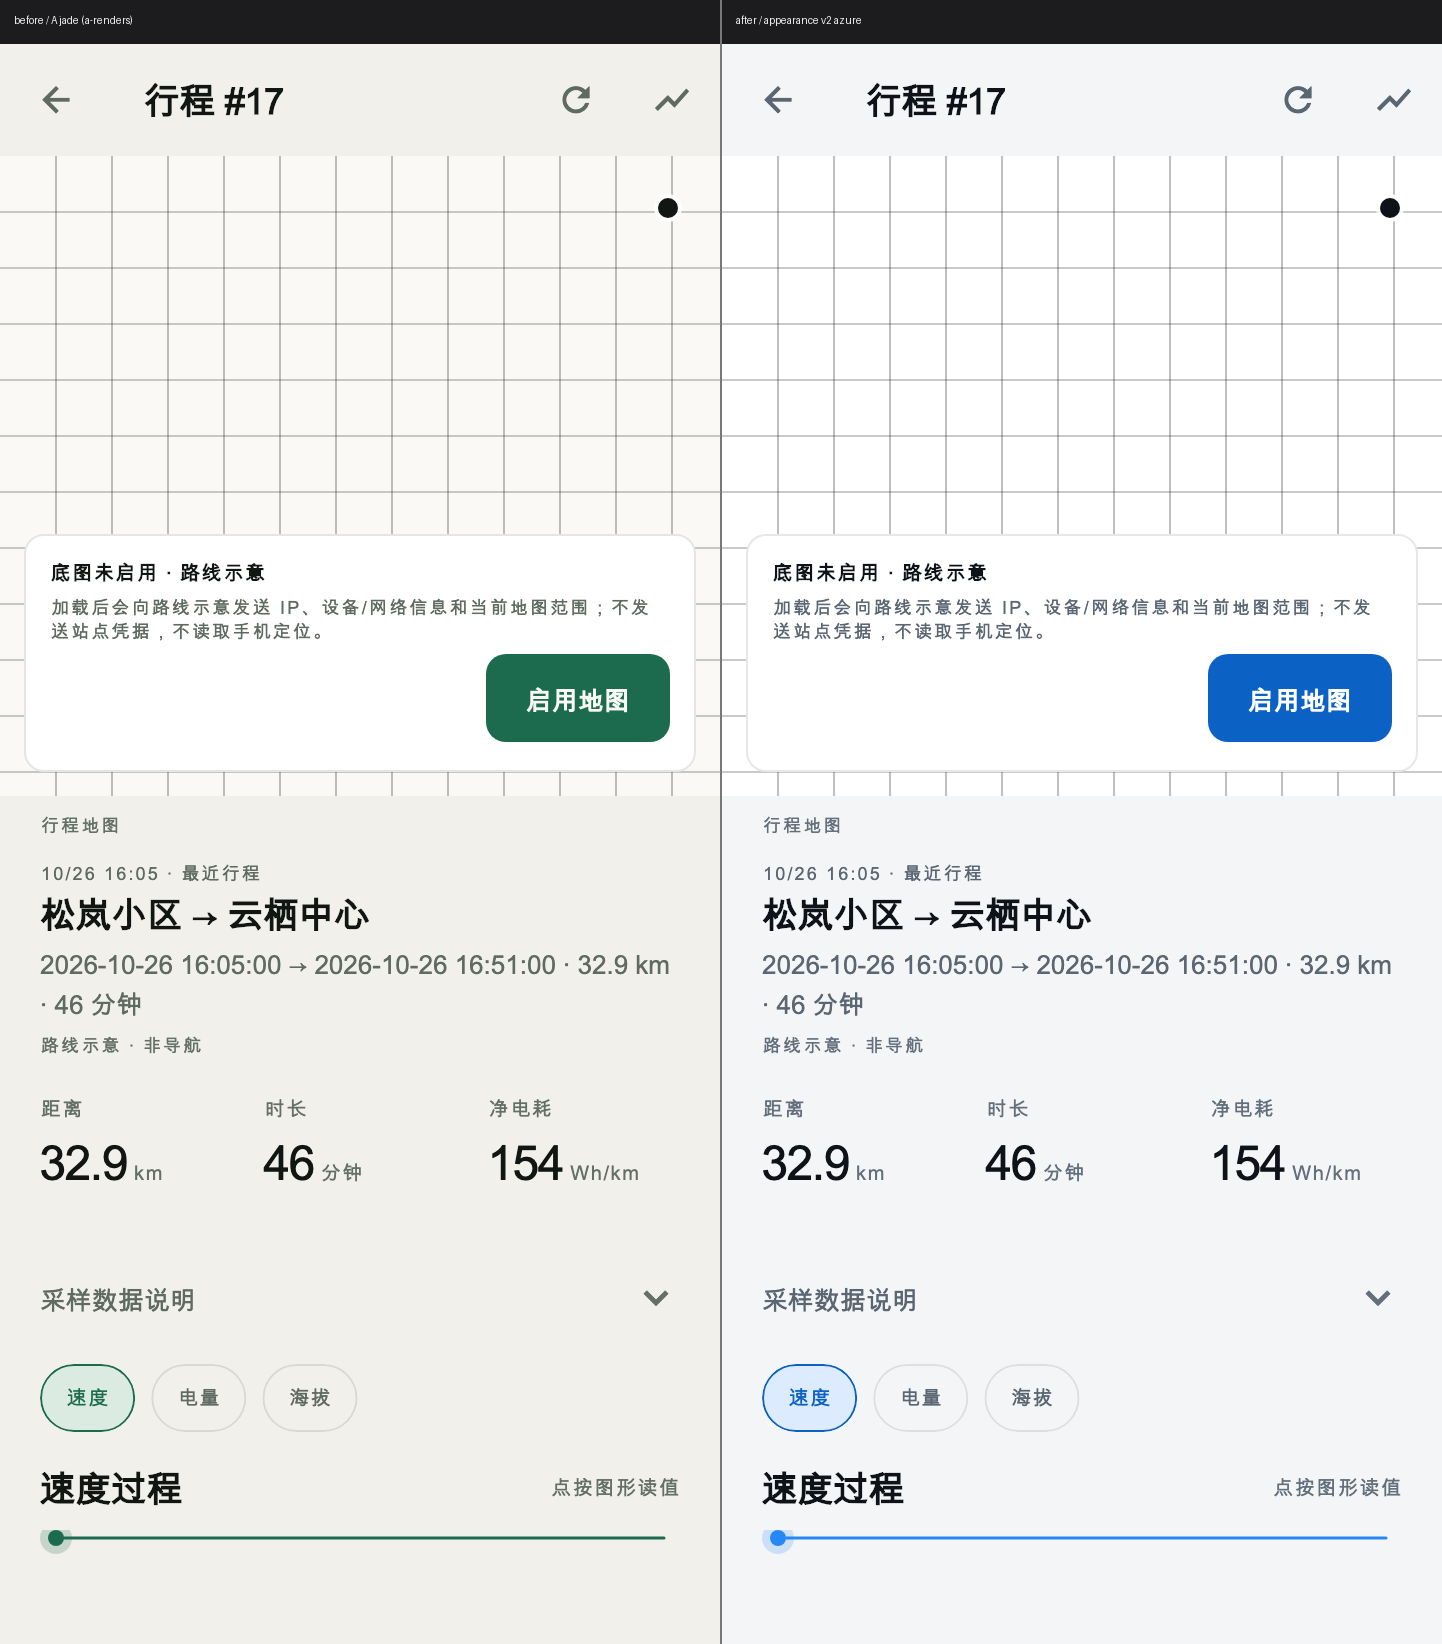 before / A jade (a-renders)
行程 #17
底图未启用 · 路线示意
加载后会向路线示意发送 IP、设备/网络信息和当前地图范围；不发
送站点凭据，不读取手机定位。
启用地图
行程地图
10/26 16:05 · 最近行程
松岚小区 → 云栖中心
2026-10-26 16:05:00 → 2026-10-26 16:51:00 · 32.9 km
· 46 分钟
路线示意 · 非导航
距离 时长 净电耗
32.9 km 46 分钟 154 Wh/km
采样数据说明
速度 电量 海拔
速度过程 点按图形读值
after / appearance v2 azure
行程 #17
底图未启用 · 路线示意
加载后会向路线示意发送 IP、设备/网络信息和当前地图范围；不发
送站点凭据，不读取手机定位。
启用地图
行程地图
10/26 16:05 · 最近行程
松岚小区 → 云栖中心
2026-10-26 16:05:00 → 2026-10-26 16:51:00 · 32.9 km
· 46 分钟
路线示意 · 非导航
距离 时长 净电耗
32.9 km 46 分钟 154 Wh/km
采样数据说明
速度 电量 海拔
速度过程 点按图形读值